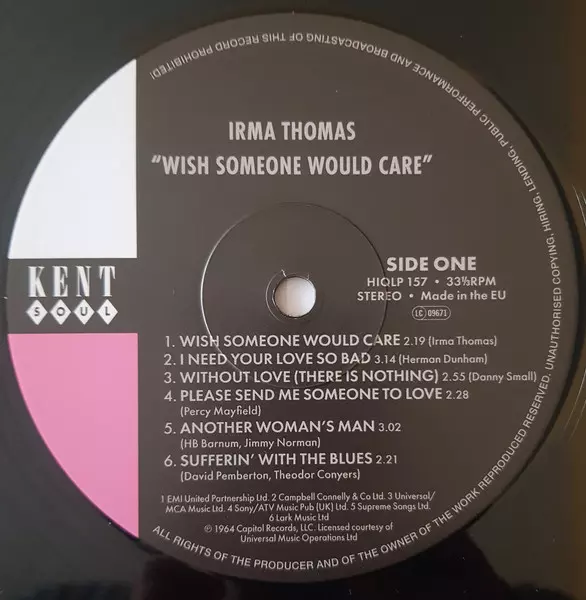 IRMA THOMAS
"WISH SOMEONE WOULD CARE"
KENT
SOUL
SIDE ONE
HIQLP 157 • 33⅓RPM
STEREO • Made in the EU
LC 09671
1. WISH SOMEONE WOULD CARE 2.19 (Irma Thomas)
2. I NEED YOUR LOVE SO BAD 3.14 (Herman Dunham)
3. WITHOUT LOVE (THERE IS NOTHING) 2.55 (Danny Small)
4. PLEASE SEND ME SOMEONE TO LOVE 2.28
(Percy Mayfield)
5. ANOTHER WOMAN'S MAN 3.02
(HB Barnum, Jimmy Norman)
6. SUFFERIN' WITH THE BLUES 2.21
(David Pemberton, Theodor Conyers)
1 EMI United Partnership Ltd. 2 Campbell Connelly & Co Ltd. 3 Universal/
MCA Music Ltd. 4 Sony/ATV Music Pub (UK) Ltd. 5 Supreme Songs Ltd.
6 Lark Music Ltd
℗ 1964 Capitol Records, LLC. Licensed courtesy of
Universal Music Operations Ltd
ALL RIGHTS OF THE PRODUCER AND OF THE OWNER OF THE WORK REPRODUCED RESERVED. UNAUTHORISED COPYING, HIRING, LENDING, PUBLIC PERFORMANCE AND BROADCASTING OF THIS RECORD PROHIBITED!